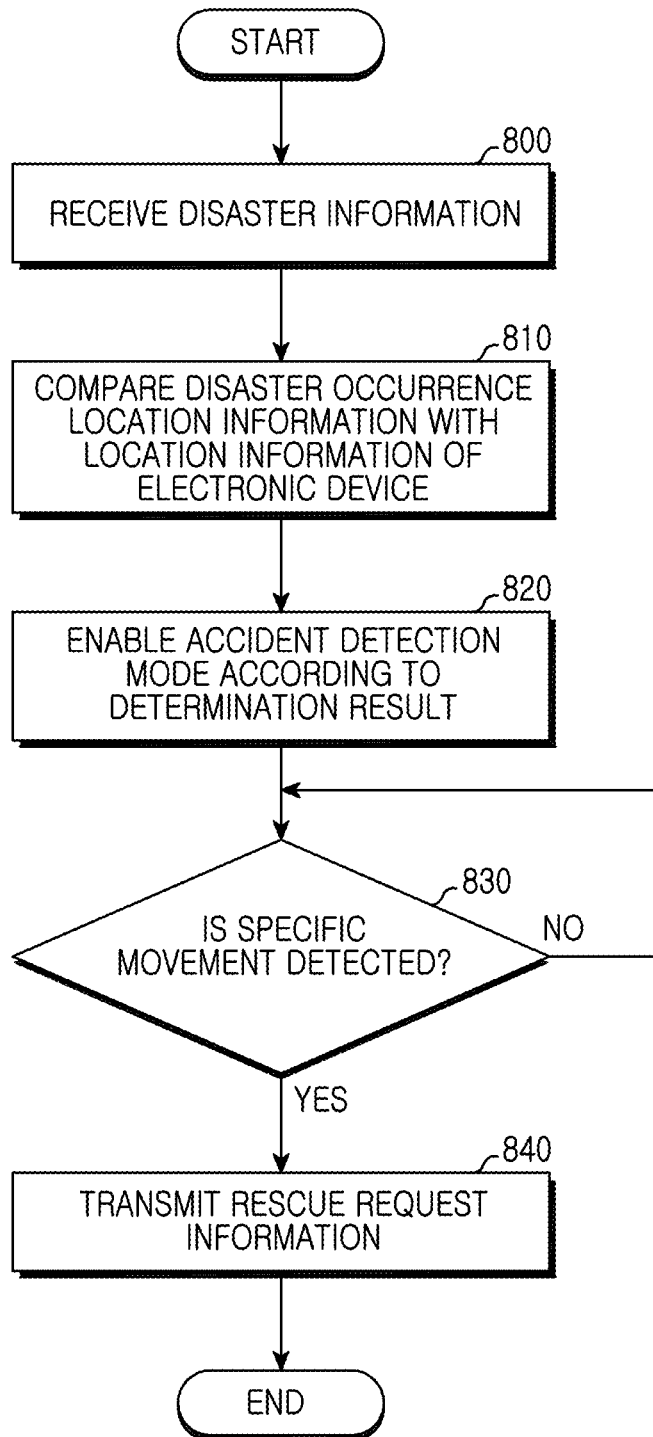 START
800
RECEIVE DISASTER INFORMATION
810
COMPARE DISASTER OCCURRENCE
LOCATION INFORMATION WITH
LOCATION INFORMATION OF
ELECTRONIC DEVICE
820
ENABLE ACCIDENT DETECTION
MODE ACCORDING TO
DETERMINATION RESULT
830
IS SPECIFIC
MOVEMENT DETECTED?
NO
YES
840
TRANSMIT RESCUE REQUEST
INFORMATION
END